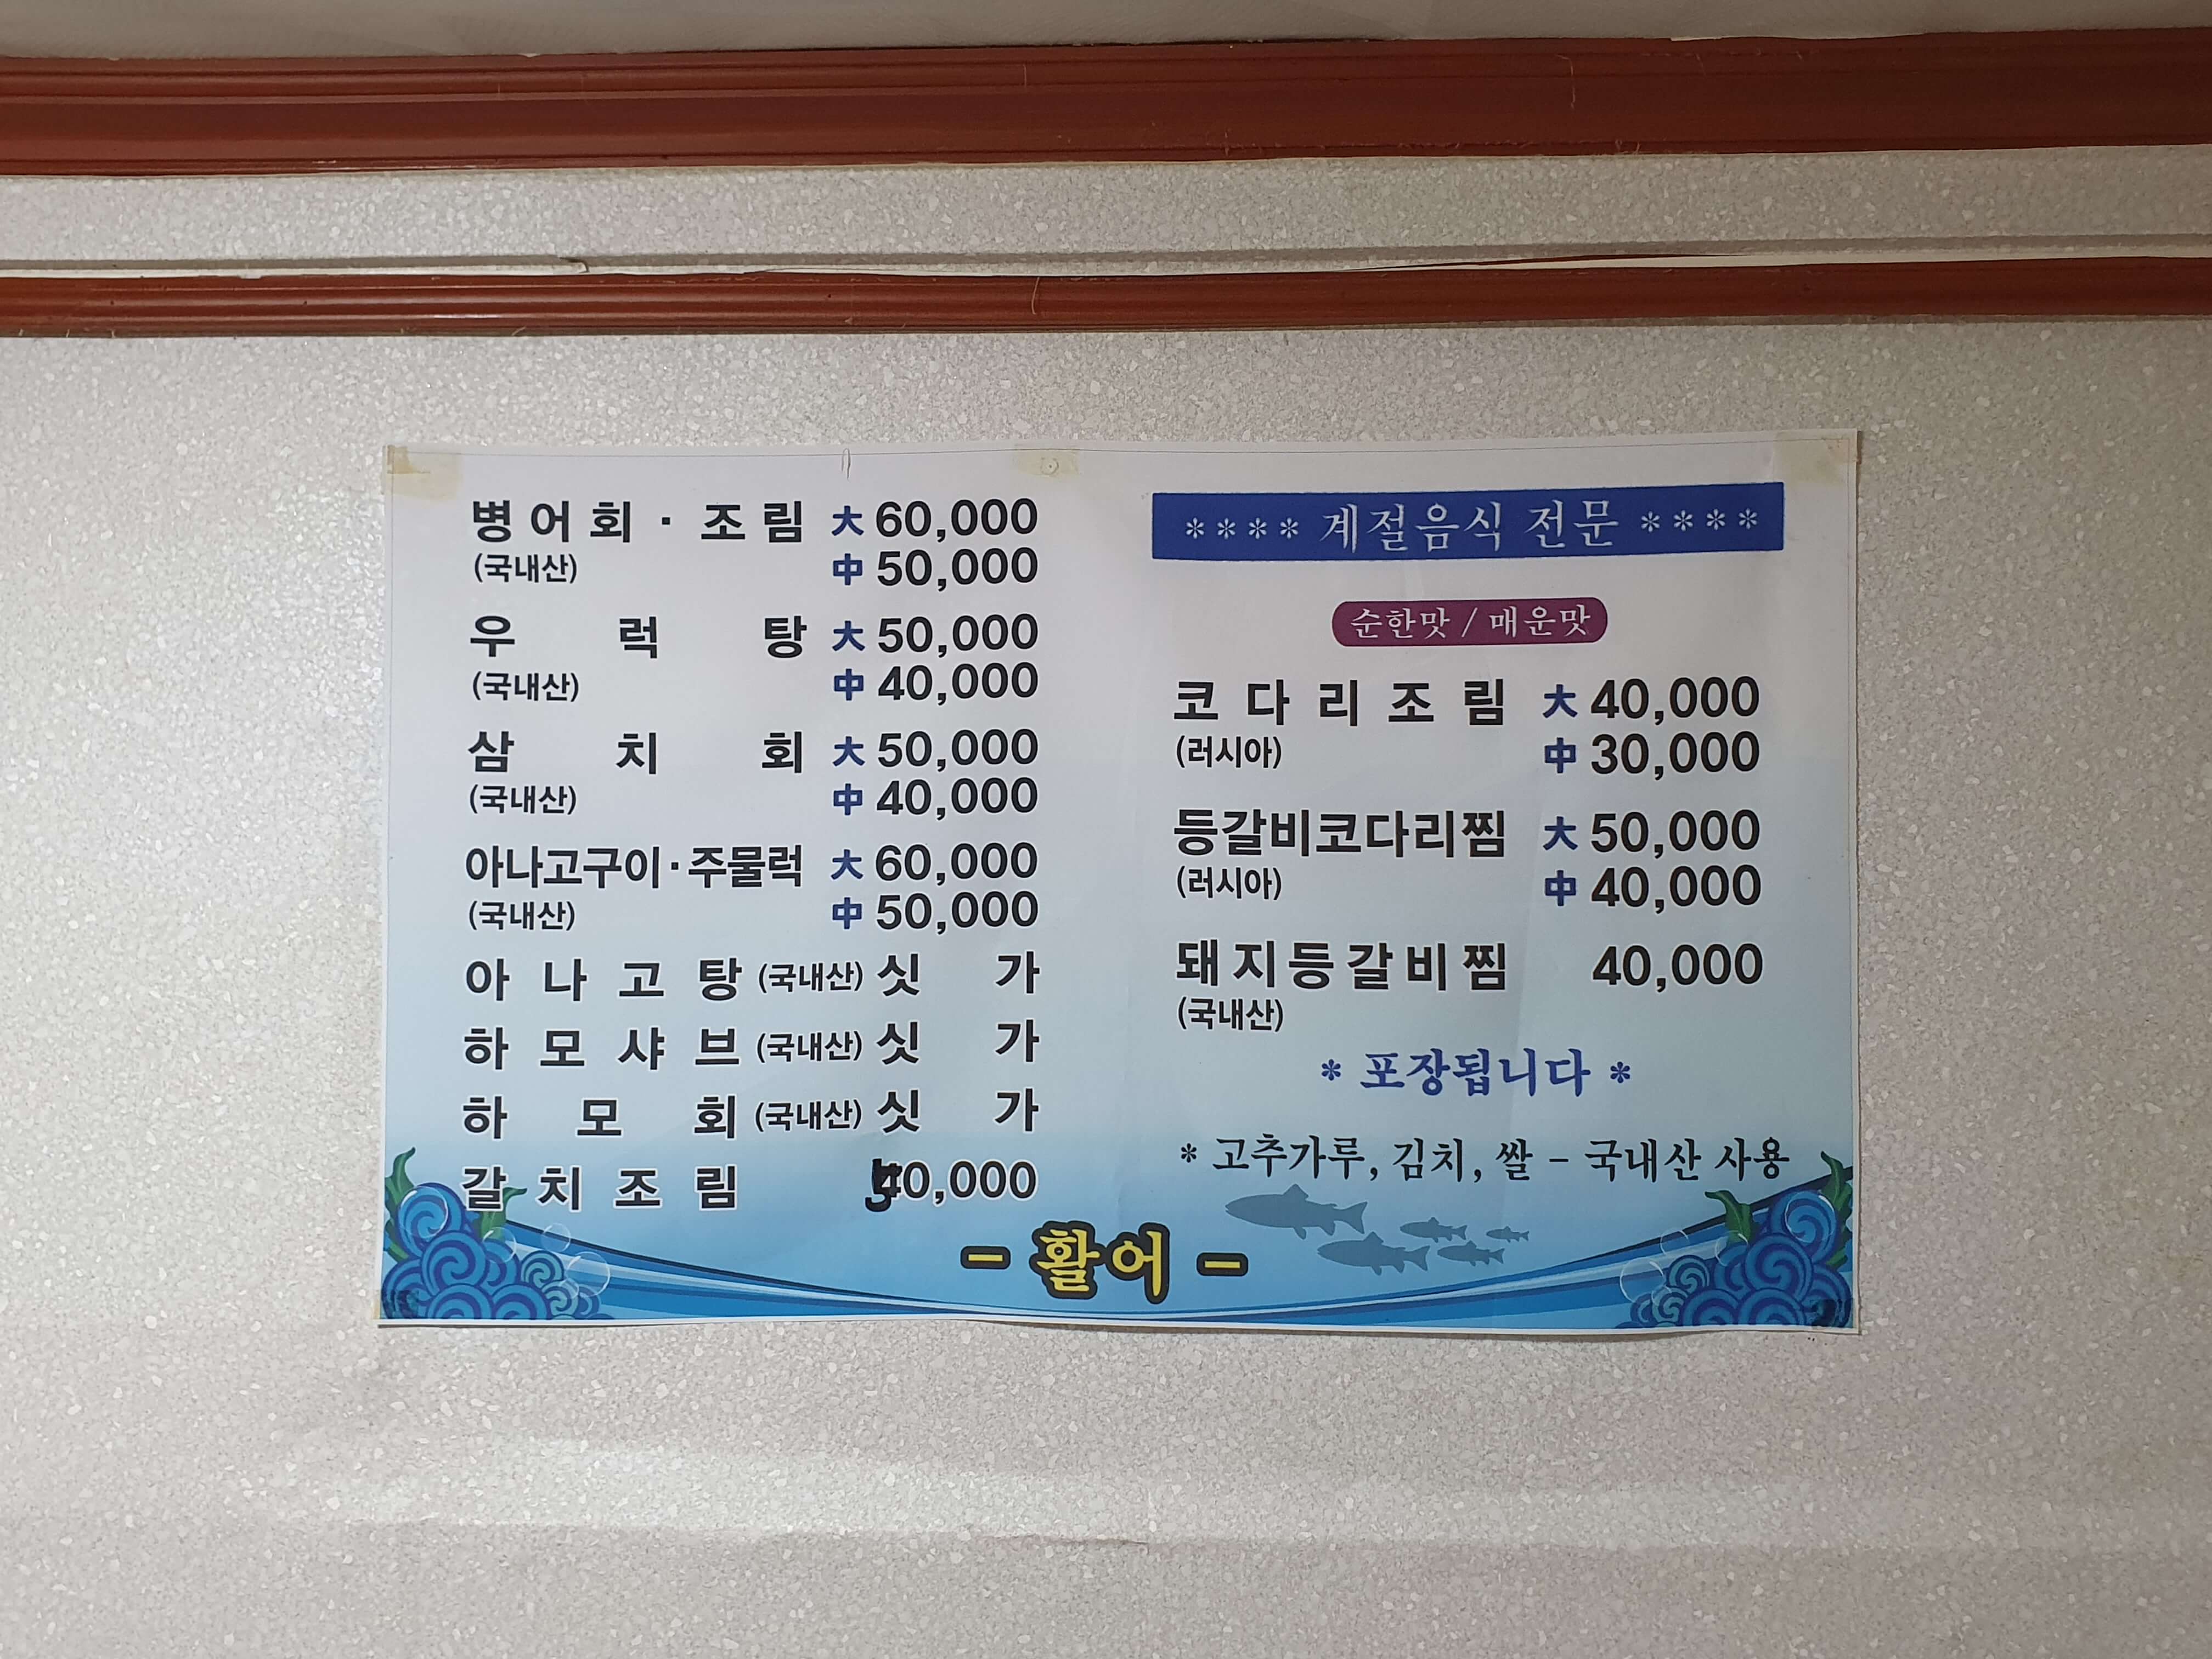 병어회 · 조림 大 60,000
(국내산) 中 50,000
우럭탕 大 50,000
(국내산) 中 40,000
삼치회 大 50,000
(국내산) 中 40,000
아나고구이·주물럭 大 60,000
(국내산) 中 50,000
아나고탕 (국내산) 싯가
하모샤브 (국내산) 싯가
하모회 (국내산) 싯가
갈치조림 50,000
**** 계절음식 전문 ****
순한맛 / 매운맛
코다리조림 大 40,000
(러시아) 中 30,000
등갈비코다리찜 大 50,000
(러시아) 中 40,000
돼지등갈비찜 40,000
(국내산)
* 포장됩니다 *
* 고추가루, 김치, 쌀 - 국내산 사용
- 활어 -